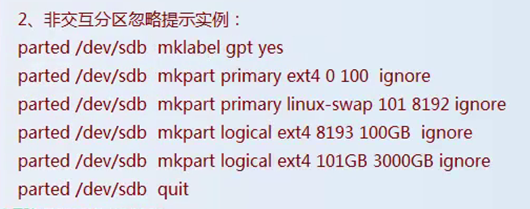 2、非交互分区忽略提示实例：
parted /dev/sdb  mklabel gpt yes
parted /dev/sdb  mkpart primary ext4 0 100  ignore
parted /dev/sdb  mkpart primary linux-swap 101 8192 ignore
parted /dev/sdb  mkpart logical ext4 8193 100GB  ignore
parted /dev/sdb  mkpart logical ext4 101GB 3000GB ignore
parted /dev/sdb  quit